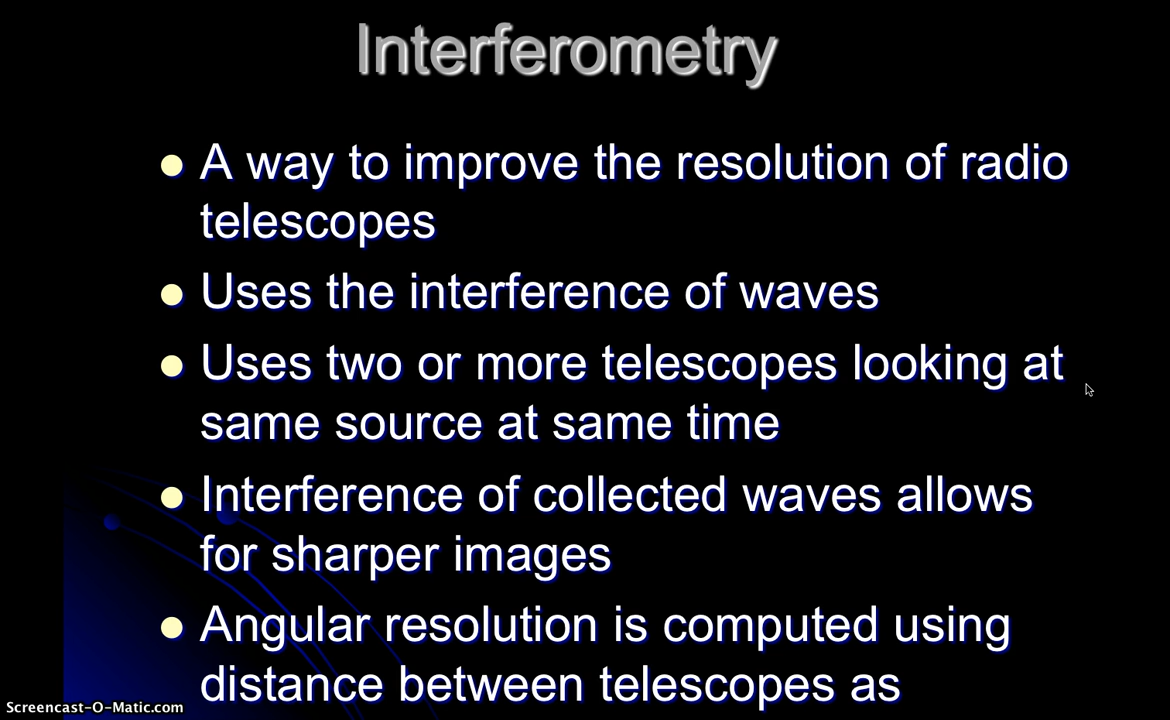 Interferometry
A way to improve the resolution of radio
telescopes
Uses the interference of waves
Uses two or more telescopes looking at
same source at same time
Interference of collected waves allows
for sharper images
Angular resolution is computed using
distance between telescopes as
Screencast-O-Matic.com